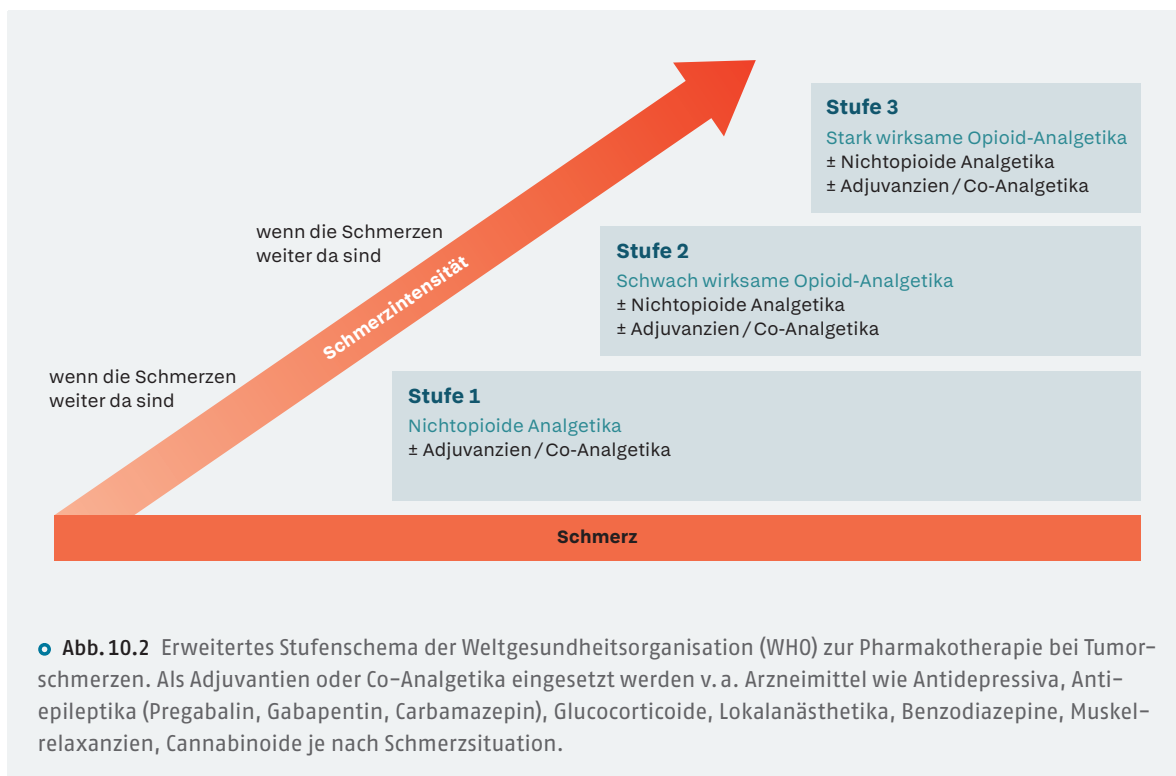 Stufe 3
Stark wirksame Opioid-Analgetika
± Nichtopioide Analgetika
± Adjuvanzien / Co-Analgetika
wenn die Schmerzen
weiter da sind
Stufe 2
Schwach wirksame Opioid-Analgetika
± Nichtopioide Analgetika
± Adjuvanzien / Co-Analgetika
Schmerzintensität
wenn die Schmerzen
weiter da sind
Stufe 1
Nichtopioide Analgetika
± Adjuvanzien / Co-Analgetika
Schmerz
Abb. 10.2 Erweitertes Stufenschema der Weltgesundheitsorganisation (WHO) zur Pharmakotherapie bei Tumor-
schmerzen. Als Adjuvantien oder Co-Analgetika eingesetzt werden v. a. Arzneimittel wie Antidepressiva, Anti-
epileptika (Pregabalin, Gabapentin, Carbamazepin), Glucocorticoide, Lokalanästhetika, Benzodiazepine, Muskel-
relaxanzien, Cannabinoide je nach Schmerzsituation.